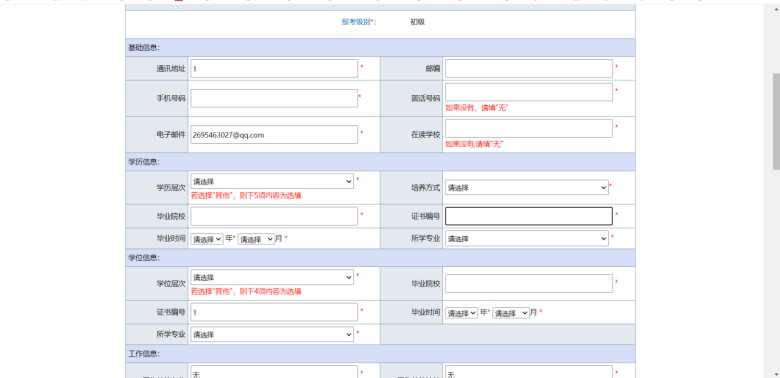 报考级别*: 初级
基础信息:
通讯地址 1 * 邮编 *
手机号码 * 固话号码 *
如果没有，请填"无"
电子邮件 2695463027@qq.com * 在读学校 *
如果没有,请填"无"
学历信息:
学历层次 请选择 * 培养方式 请选择 *
若选择"其他"，则下5项内容为选填
毕业院校 * 证书编号 *
毕业时间 请选择 年* 请选择 月 * 所学专业 请选择 *
学位信息:
学位层次 请选择 * 毕业院校 *
若选择"其他"，则下4项内容为选填
证书编号 1 * 毕业时间 请选择 年* 请选择 月 *
所学专业 请选择 *
工作信息:
无 * 无 *